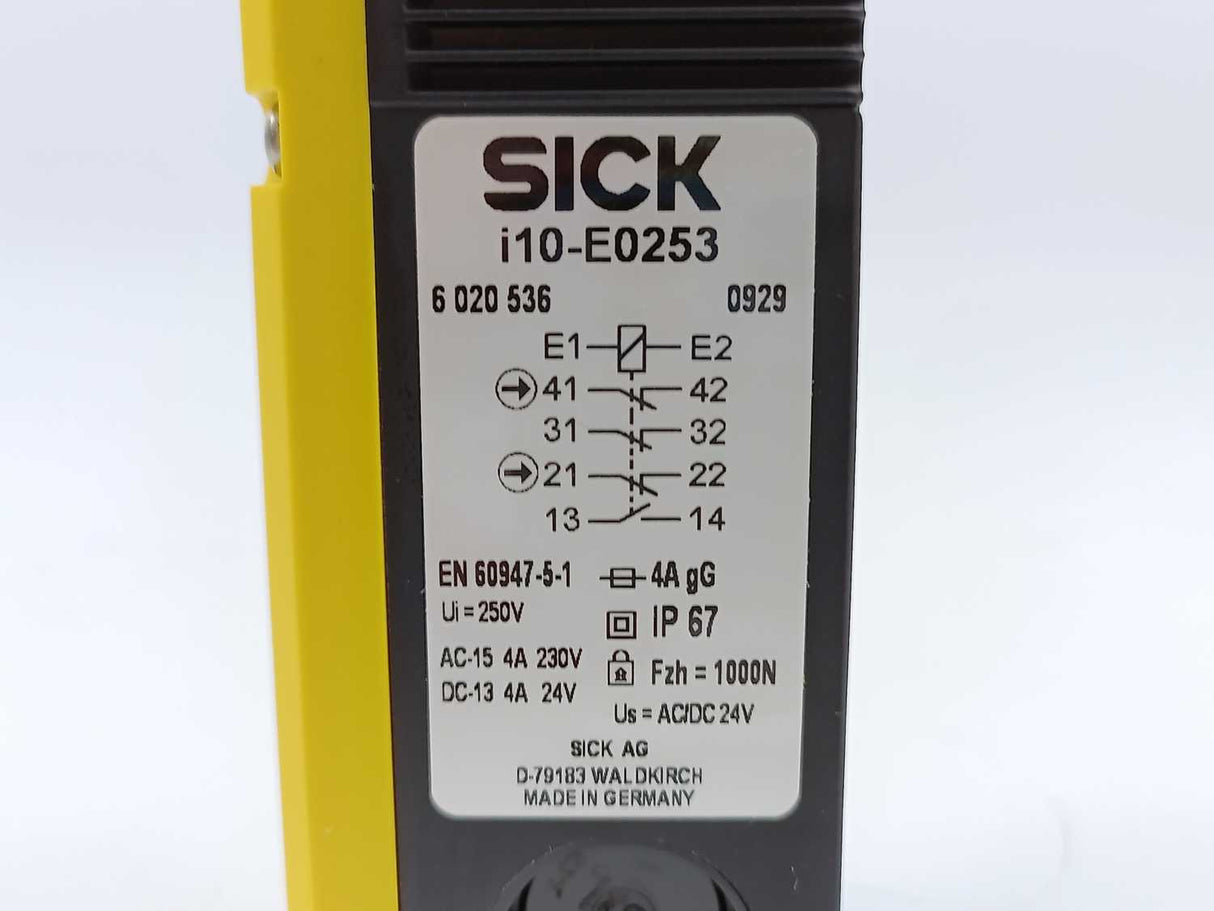 SICK
i10-E0253
6 020 536 0929
E1 E2
41 42
31 32
21 22
13 14
EN 60947-5-1 4A gG
Ui = 250V IP 67
AC-15 4A 230V Fzh = 1000N
DC-13 4A 24V
Us = AC/DC 24V
SICK AG
D-79183 WALDKIRCH
MADE IN GERMANY